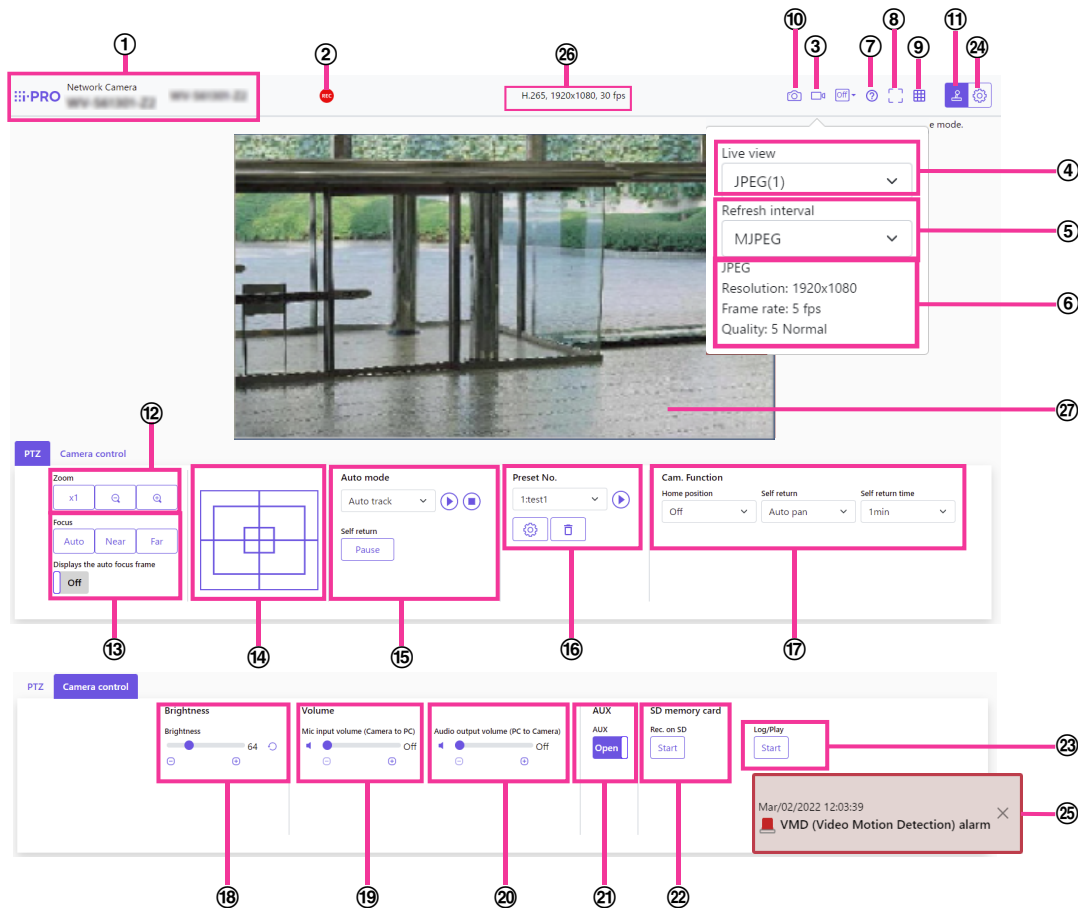 ⑩ ⑧ ⑪
① ② ㉖ ③ ⑦ ⑨ ㉔
i-PRO Network Camera
REC
H.265, 1920x1080, 30 fps
Off
e mode.
Live view
JPEG(1)
④
Refresh interval
MJPEG
⑤
JPEG
Resolution: 1920x1080
Frame rate: 5 fps
Quality: 5 Normal
⑥
㉗
⑫
PTZ Camera control
Zoom
x1
Focus
Auto Near Far
Displays the auto focus frame
Off
Auto mode
Auto track
Self return
Pause
Preset No.
1:test1
Cam. Function
Home position Self return Self return time
Off Auto pan 1min
⑬ ⑭ ⑮ ⑯ ⑰
PTZ Camera control
Brightness
Brightness
64
Volume
Mic input volume (Camera to PC)
Off
Audio output volume (PC to Camera)
Off
AUX
AUX
Open
SD memory card
Rec. on SD
Start
Log/Play
Start
㉓
Mar/02/2022 12:03:39
VMD (Video Motion Detection) alarm
㉕
⑱ ⑲ ⑳ ㉑ ㉒